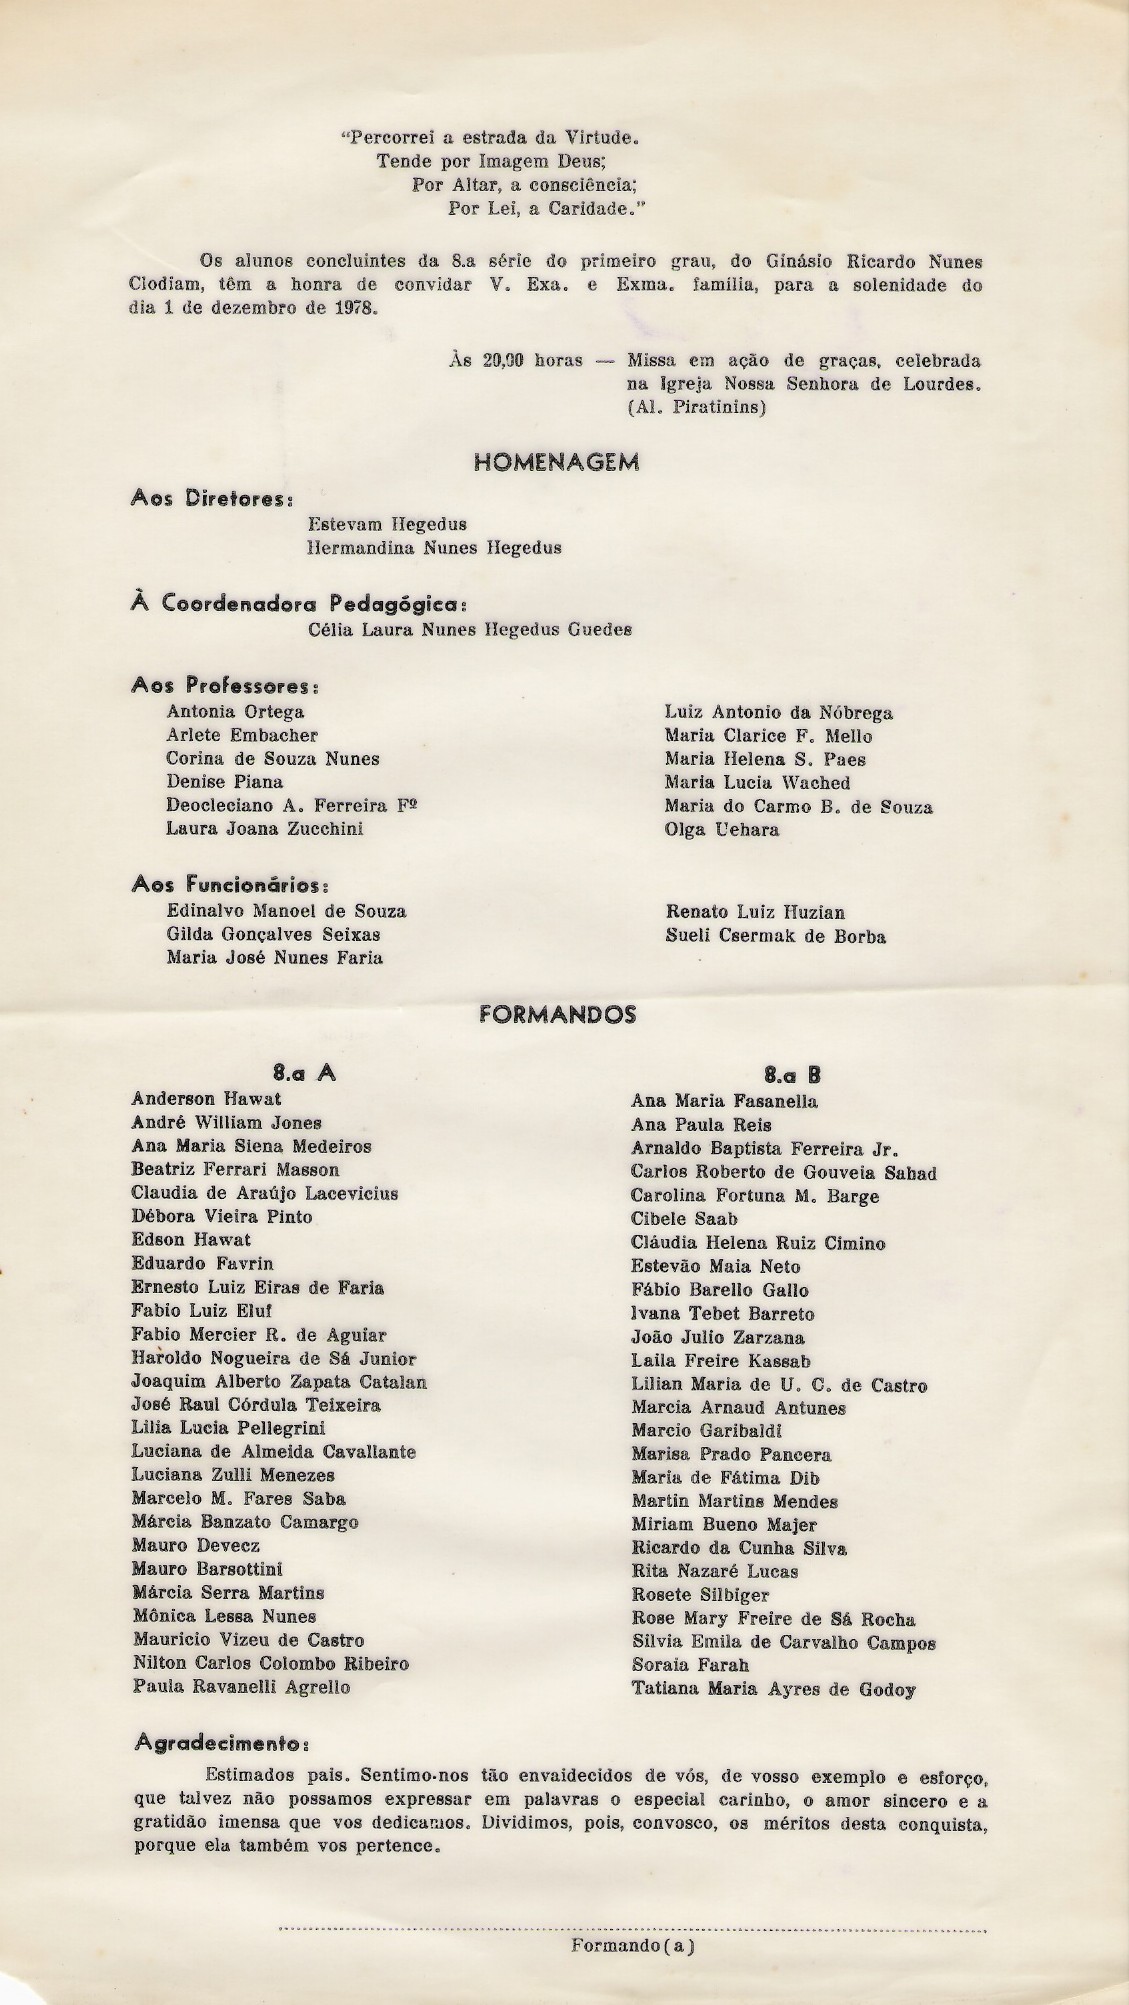 “Percorrei a estrada da Virtude.
Tende por Imagem Deus;
Por Altar, a consciência;
Por Lei, a Caridade.”
Os alunos concluintes da 8.a série do primeiro grau, do Ginásio Ricardo Nunes
Clodiam, têm a honra de convidar V. Exa. e Exma. família, para a solenidade do
dia 1 de dezembro de 1978.
Às 20,00 horas — Missa em ação de graças, celebrada
na Igreja Nossa Senhora de Lourdes.
(Al. Piratinins)
HOMENAGEM
Aos Diretores:
Estevam Hegedus
Hermandina Nunes Hegedus
À Coordenadora Pedagógica:
Célia Laura Nunes Hegedus Guedes
Aos Professores:
Antonia Ortega
Arlete Embacher
Corina de Souza Nunes
Denise Piana
Deocleciano A. Ferreira Fº
Laura Joana Zucchini
Luiz Antonio da Nóbrega
Maria Clarice F. Mello
Maria Helena S. Paes
Maria Lucia Wached
Maria do Carmo B. de Souza
Olga Uehara
Aos Funcionários:
Edinalvo Manoel de Souza
Gilda Gonçalves Seixas
Maria José Nunes Faria
Renato Luiz Huzian
Sueli Csermak de Borba
FORMANDOS
8.a A
Anderson Hawat
André William Jones
Ana Maria Siena Medeiros
Beatriz Ferrari Masson
Claudia de Araújo Lacevicius
Débora Vieira Pinto
Edson Hawat
Eduardo Favrin
Ernesto Luiz Eiras de Faria
Fabio Luiz Eluf
Fabio Mercier R. de Aguiar
Haroldo Nogueira de Sá Junior
Joaquim Alberto Zapata Catalan
José Raul Córdula Teixeira
Lilia Lucia Pellegrini
Luciana de Almeida Cavallante
Luciana Zulli Menezes
Marcelo M. Fares Saba
Márcia Banzato Camargo
Mauro Devecz
Mauro Barsottini
Márcia Serra Martins
Mônica Lessa Nunes
Mauricio Vizeu de Castro
Nilton Carlos Colombo Ribeiro
Paula Ravanelli Agrello
8.a B
Ana Maria Fasanella
Ana Paula Reis
Arnaldo Baptista Ferreira Jr.
Carlos Roberto de Gouveia Sahad
Carolina Fortuna M. Barge
Cibele Saab
Cláudia Helena Ruiz Cimino
Estevão Maia Neto
Fábio Barello Gallo
Ivana Tebet Barreto
João Julio Zarzana
Laila Freire Kassab
Lilian Maria de U. C. de Castro
Marcia Arnaud Antunes
Marcio Garibaldi
Marisa Prado Pancera
Maria de Fátima Dib
Martin Martins Mendes
Miriam Bueno Majer
Ricardo da Cunha Silva
Rita Nazaré Lucas
Rosete Silbiger
Rose Mary Freire de Sá Rocha
Silvia Emila de Carvalho Campos
Soraia Farah
Tatiana Maria Ayres de Godoy
Agradecimento:
Estimados pais. Sentimo-nos tão envaidecidos de vós, de vosso exemplo e esforço,
que talvez não possamos expressar em palavras o especial carinho, o amor sincero e a
gratidão imensa que vos dedicamos. Dividimos, pois, convosco, os méritos desta conquista,
porque ela também vos pertence.
Formando(a)